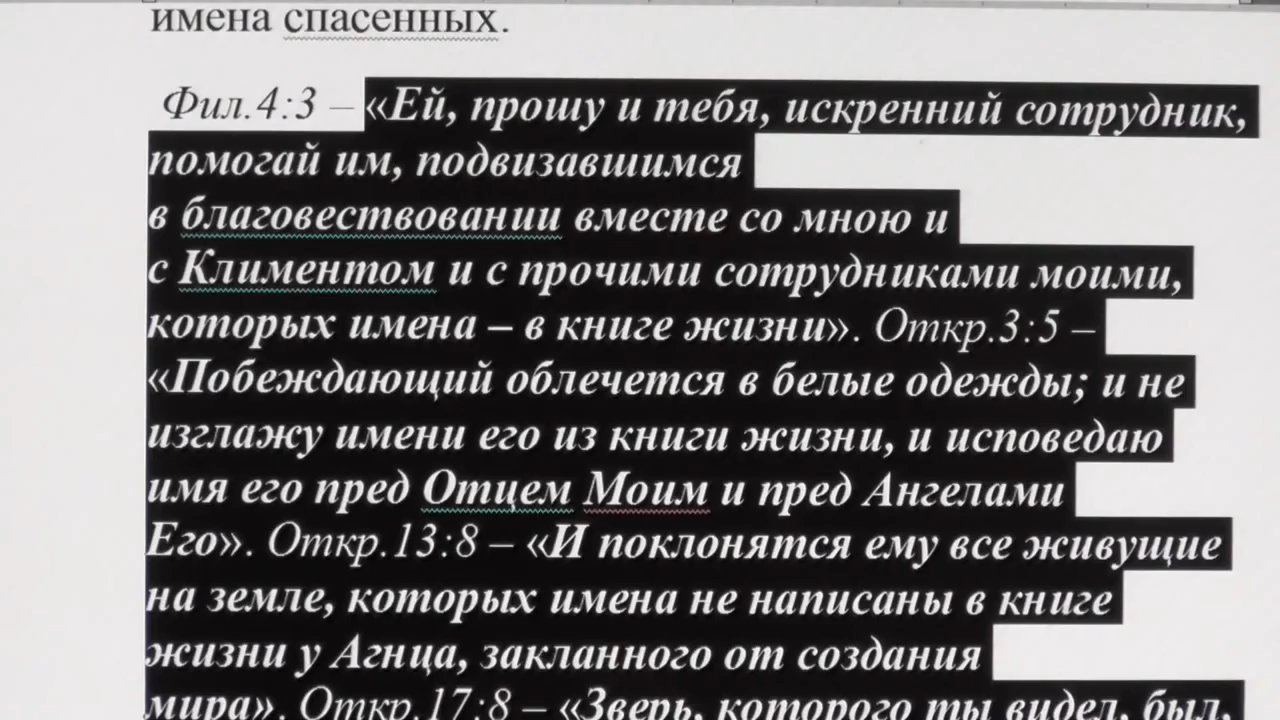 имена спасенных.
Фил.4:3 – «Ей, прошу и тебя, искренний сотрудник,
помогай им, подвизавшимся
в благовествовании вместе со мною и
с Климентом и с прочими сотрудниками моими,
которых имена – в книге жизни». Откр.3:5 –
«Побеждающий облечется в белые одежды; и не
изглажу имени его из книги жизни, и исповедаю
имя его пред Отцем Моим и пред Ангелами
Его». Откр.13:8 – «И поклонятся ему все живущие
на земле, которых имена не написаны в книге
жизни у Агнца, закланного от создания
мира». Откр.17:8 – «Зверь, которого ты видел, был,